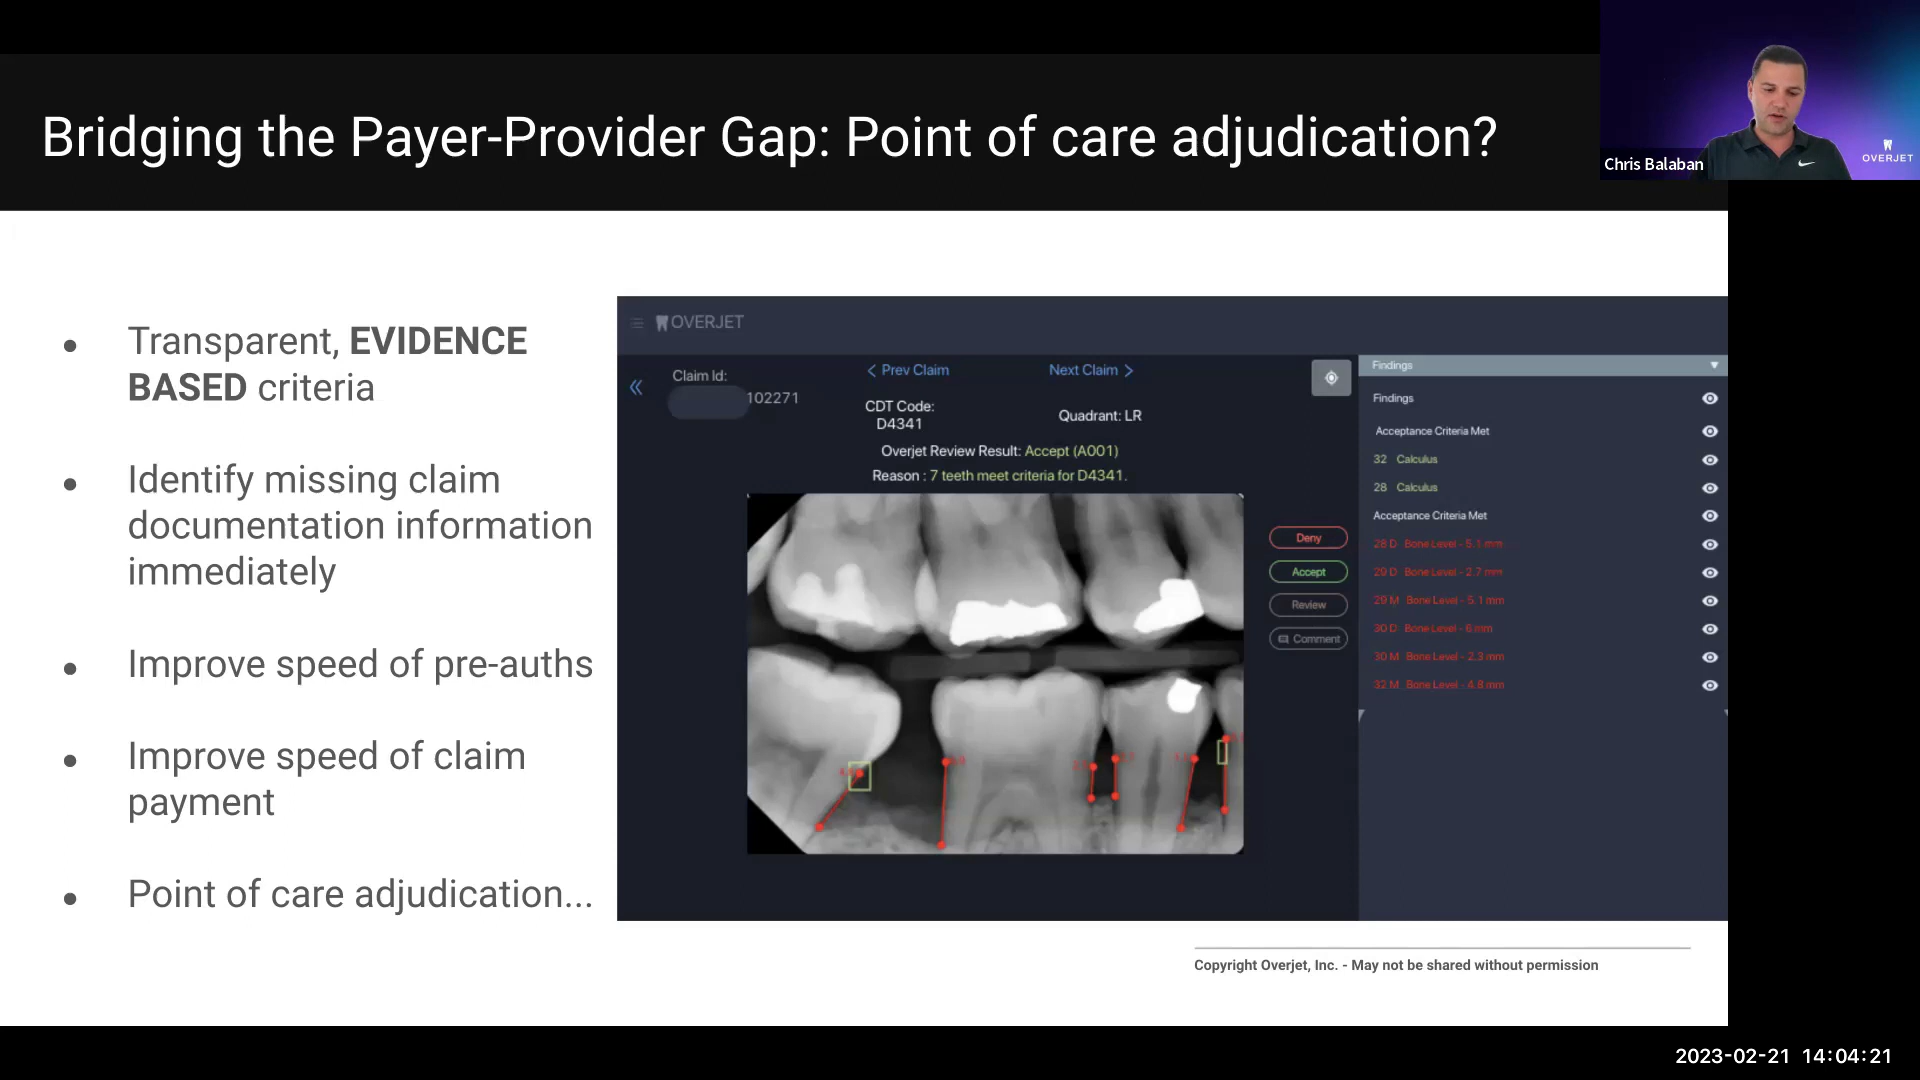 Bridging the Payer-Provider Gap: Point of care adjudication?
Chris Balaban
OVERJET
Transparent, EVIDENCE
BASED criteria
Identify missing claim
documentation information
immediately
Improve speed of pre-auths
Improve speed of claim
payment
Point of care adjudication...
OVERJET
Claim Id:
102271
Prev Claim
Next Claim
CDT Code:
D4341
Quadrant: LR
Overjet Review Result: Accept (A001)
Reason : 7 teeth meet criteria for D4341.
Deny
Accept
Review
Comment
Findings
Findings
Acceptance Criteria Met
32 Calculus
28 Calculus
Acceptance Criteria Met
28 D Bone Level - 5.1 mm
29 D Bone Level - 2.7 mm
29 M Bone Level - 5.1 mm
30 D Bone Level - 6 mm
30 M Bone Level - 2.3 mm
32 M Bone Level - 4.8 mm
Copyright Overjet, Inc. - May not be shared without permission
2023-02-21 14:04:21